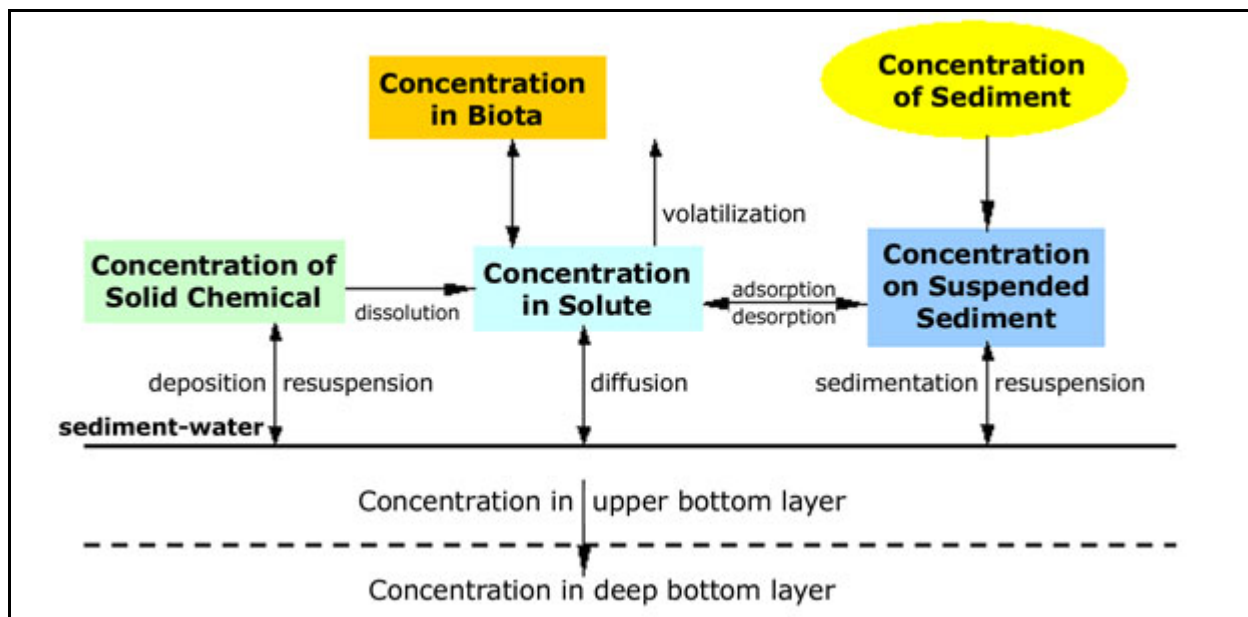 Concentration
in Biota
Concentration
of Sediment
volatilization
Concentration of
Solid Chemical
dissolution
Concentration
in Solute
adsorption
desorption
Concentration
on Suspended
Sediment
deposition
resuspension
diffusion
sedimentation
resuspension
sediment-water
Concentration in upper bottom layer
Concentration in deep bottom layer